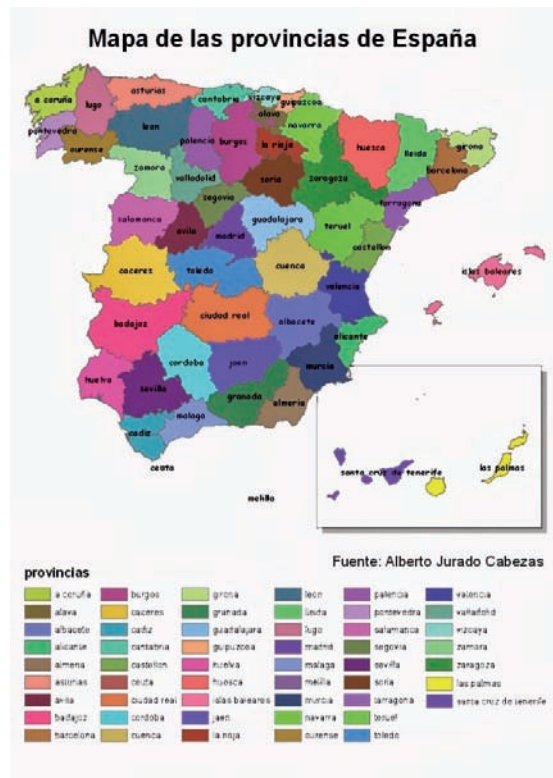 Mapa de las provincias de España
a coruña
lugo
asturias
cantabria
vizcaya
guipuzcoa
alava
navarra
pontevedra
ourense
leon
palencia
burgos
la rioja
huesca
lleida
girona
barcelona
zamora
valladolid
soria
zaragoza
tarragona
segovia
salamanca
avila
madrid
guadalajara
teruel
castellon
caceres
toledo
cuenca
valencia
islas baleares
badajoz
ciudad real
albacete
alicante
huelva
sevilla
cordoba
jaen
murcia
granada
almeria
malaga
cadiz
ceuta
melilla
santa cruz de tenerife
las palmas
Fuente: Alberto Jurado Cabezas
provincias
a coruña burgos girona leon palencia valencia
alava caceres granada lleida pontevedra valladolid
albacete cadiz guadalajara lugo salamanca vizcaya
alicante cantabria guipuzcoa madrid segovia zamora
almeria castellon huelva malaga sevilla zaragoza
asturias ceuta huesca melilla soria las palmas
avila ciudad real islas baleares murcia tarragona santa cruz de tenerife
badajoz cordoba jaen navarra teruel
barcelona cuenca la rioja ourense toledo